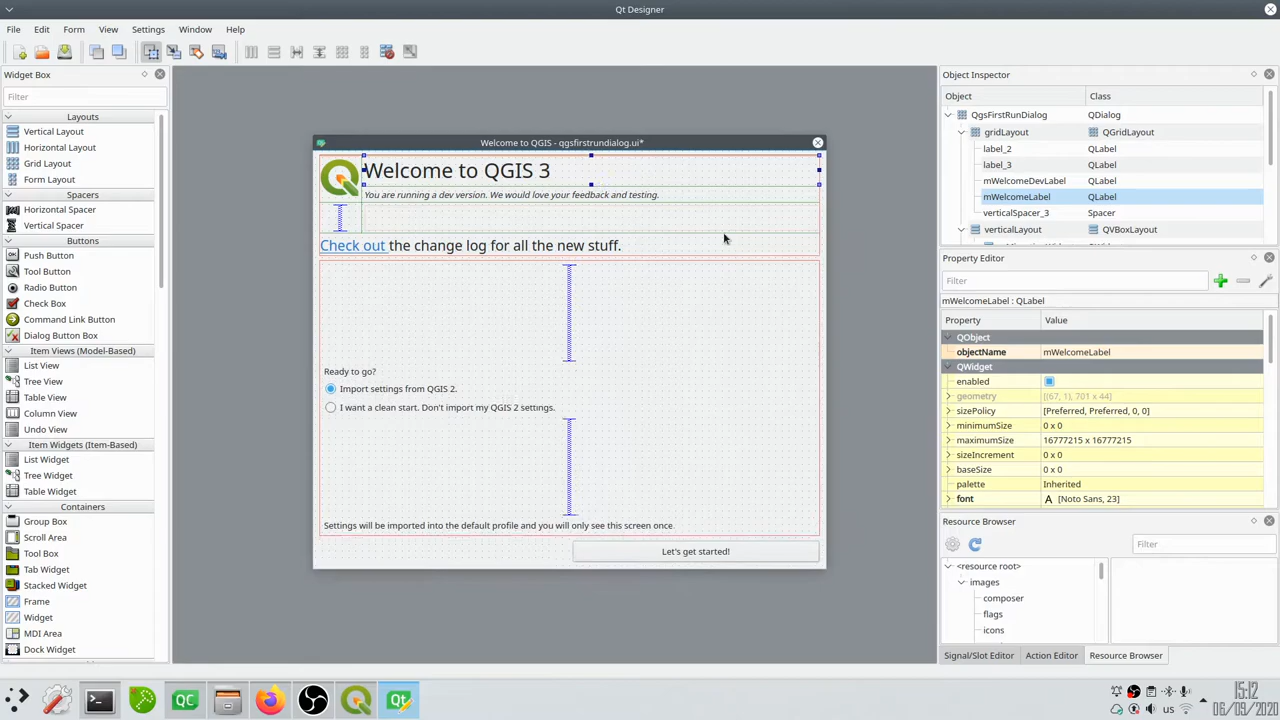 Qt Designer
File Edit Form View Settings Window Help
Widget Box
Filter
Layouts
Vertical Layout
Horizontal Layout
Grid Layout
Form Layout
Spacers
Horizontal Spacer
Vertical Spacer
Buttons
Push Button
Tool Button
Radio Button
Check Box
Command Link Button
Dialog Button Box
Item Views (Model-Based)
List View
Tree View
Table View
Column View
Undo View
Item Widgets (Item-Based)
List Widget
Tree Widget
Table Widget
Containers
Group Box
Scroll Area
Tool Box
Tab Widget
Stacked Widget
Frame
Widget
MDI Area
Dock Widget
Welcome to QGIS - qgsfirstrundialog.ui*
Welcome to QGIS 3
You are running a dev version. We would love your feedback and testing.
Check out the change log for all the new stuff.
Ready to go?
Import settings from QGIS 2.
I want a clean start. Don't import my QGIS 2 settings.
Settings will be imported into the default profile and you will only see this screen once.
Let's get started!
Object Inspector
Object Class
QgsFirstRunDialog QDialog
gridLayout QGridLayout
label_2 QLabel
label_3 QLabel
mWelcomeDevLabel QLabel
mWelcomeLabel QLabel
verticalSpacer_3 Spacer
verticalLayout QVBoxLayout
Property Editor
Filter
mWelcomeLabel : QLabel
Property Value
QObject
objectName mWelcomeLabel
QWidget
enabled
geometry [(67, 1), 701 x 44]
sizePolicy [Preferred, Preferred, 0, 0]
minimumSize 0 x 0
maximumSize 16777215 x 16777215
sizeIncrement 0 x 0
baseSize 0 x 0
palette Inherited
font A [Noto Sans, 23]
Resource Browser
Filter
<resource root>
images
composer
flags
icons
Signal/Slot Editor Action Editor Resource Browser
QC
Qt
us
15:12
06/09/2020